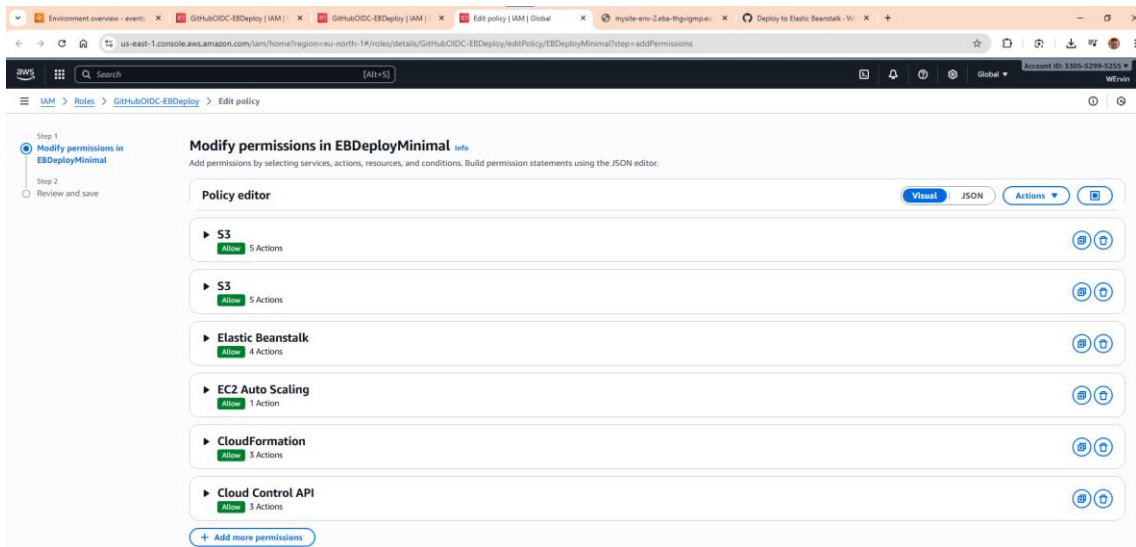 Environment overview - events
GitHubOIDC-EBDeploy | IAM |
GitHubOIDC-EBDeploy | IAM |
Edit policy | IAM | Global
mysite-env-2.eba-thgvigmp.eu-
Deploy to Elastic Beanstalk
us-east-1.console.aws.amazon.com/iam/home?region=eu-north-1#/roles/details/GitHubOIDC-EBDeploy/editPolicy/EBDeployMinimal?step=addPermissions
aws
Search
[Alt+S]
Global
Account ID: 3305-5299-5255
WErvin
IAM > Roles > GitHubOIDC-EBDeploy > Edit policy
Step 1
Modify permissions in
EBDeployMinimal
Step 2
Review and save
Modify permissions in EBDeployMinimal Info
Add permissions by selecting services, actions, resources, and conditions. Build permission statements using the JSON editor.
Policy editor
Visual
JSON
Actions
S3
Allow 5 Actions
S3
Allow 5 Actions
Elastic Beanstalk
Allow 4 Actions
EC2 Auto Scaling
Allow 1 Action
CloudFormation
Allow 3 Actions
Cloud Control API
Allow 3 Actions
+ Add more permissions